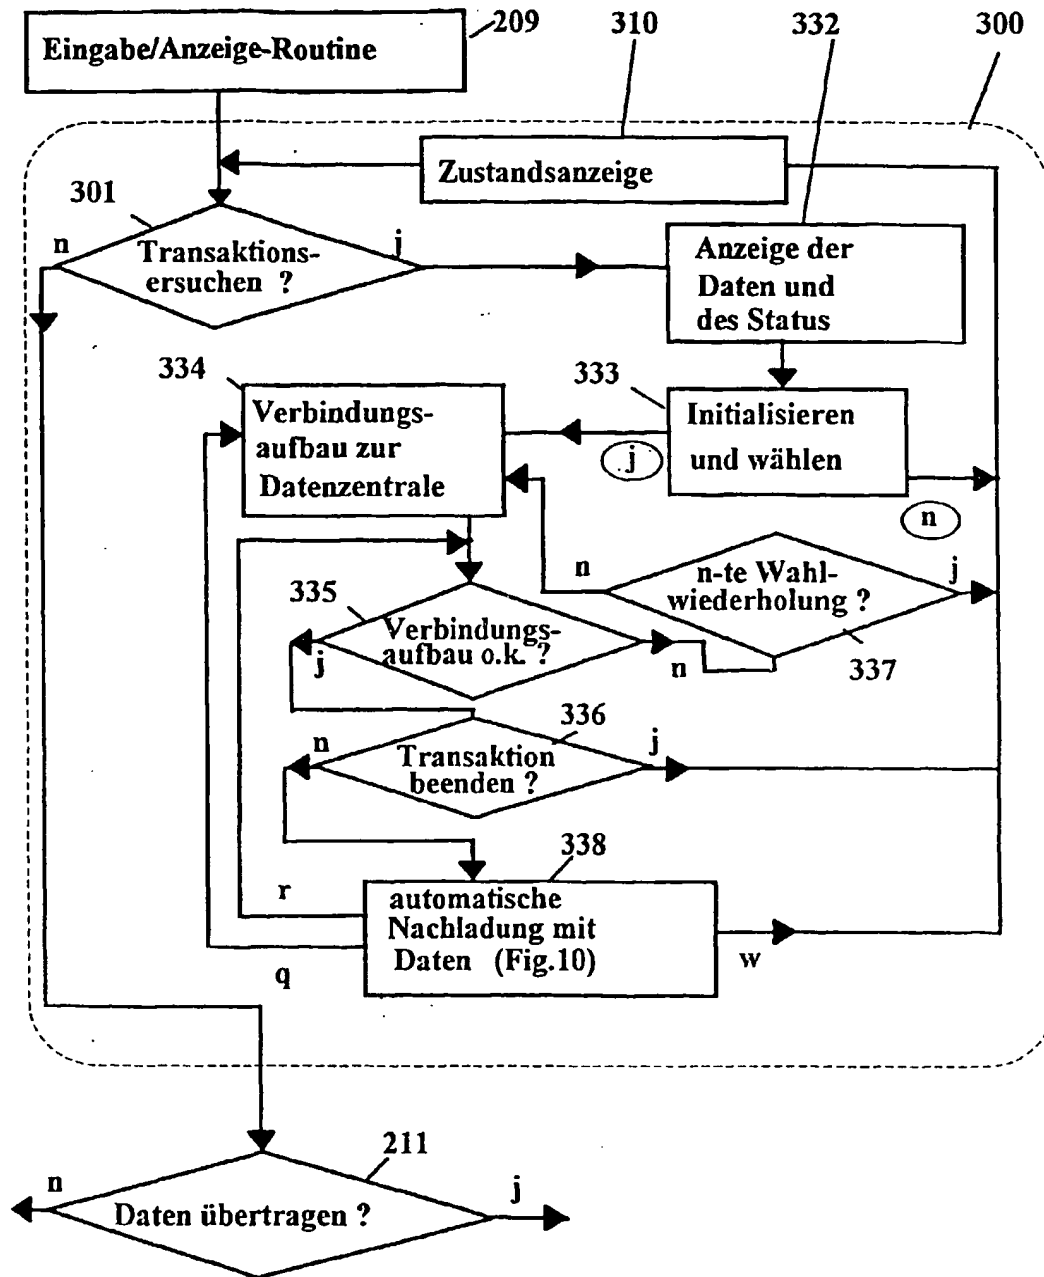 209
310
332
300
Eingabe/Anzeige-Routine
Zustandsanzeige
301
n
j
Transaktions-
ersuchen ?
Anzeige der
Daten und
des Status
334
333
Verbindungs-
aufbau zur
Datenzentrale
Initialisieren
und wählen
j
n
n
n-te Wahl-
wiederholung ?
j
335
Verbindungs-
aufbau o.k. ?
j
n
337
336
n
Transaktion
beenden ?
j
338
r
automatische
Nachladung mit
Daten (Fig.10)
q
w
211
n
j
Daten übertragen ?